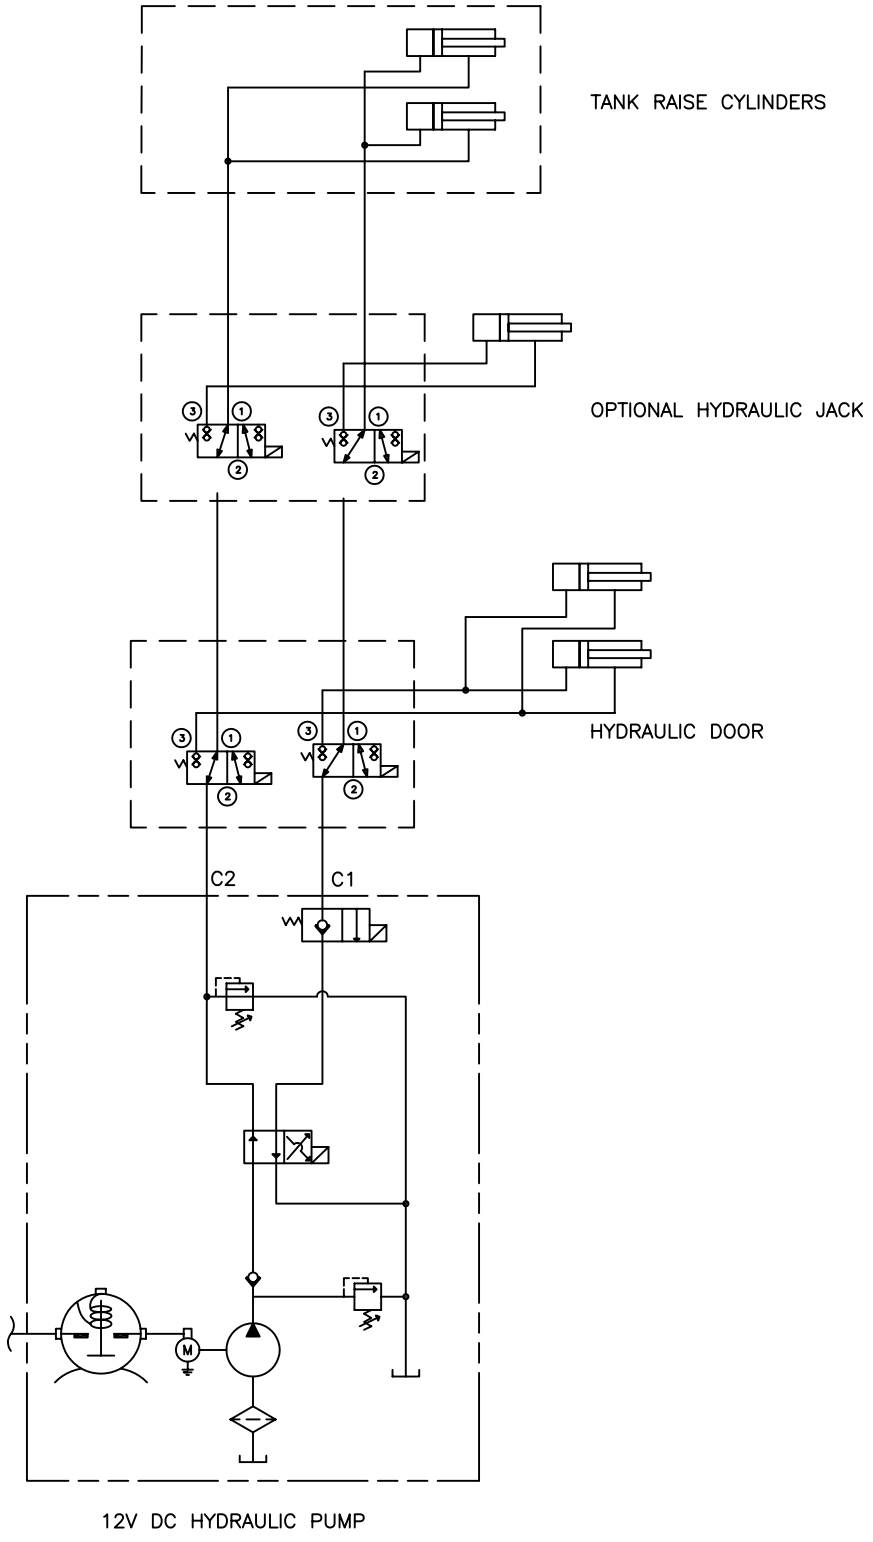 TANK RAISE CYLINDERS
OPTIONAL HYDRAULIC JACK
3 1 3 1
2 2
HYDRAULIC DOOR
3 1 3 1
2 2
C2 C1
M
12V DC HYDRAULIC PUMP